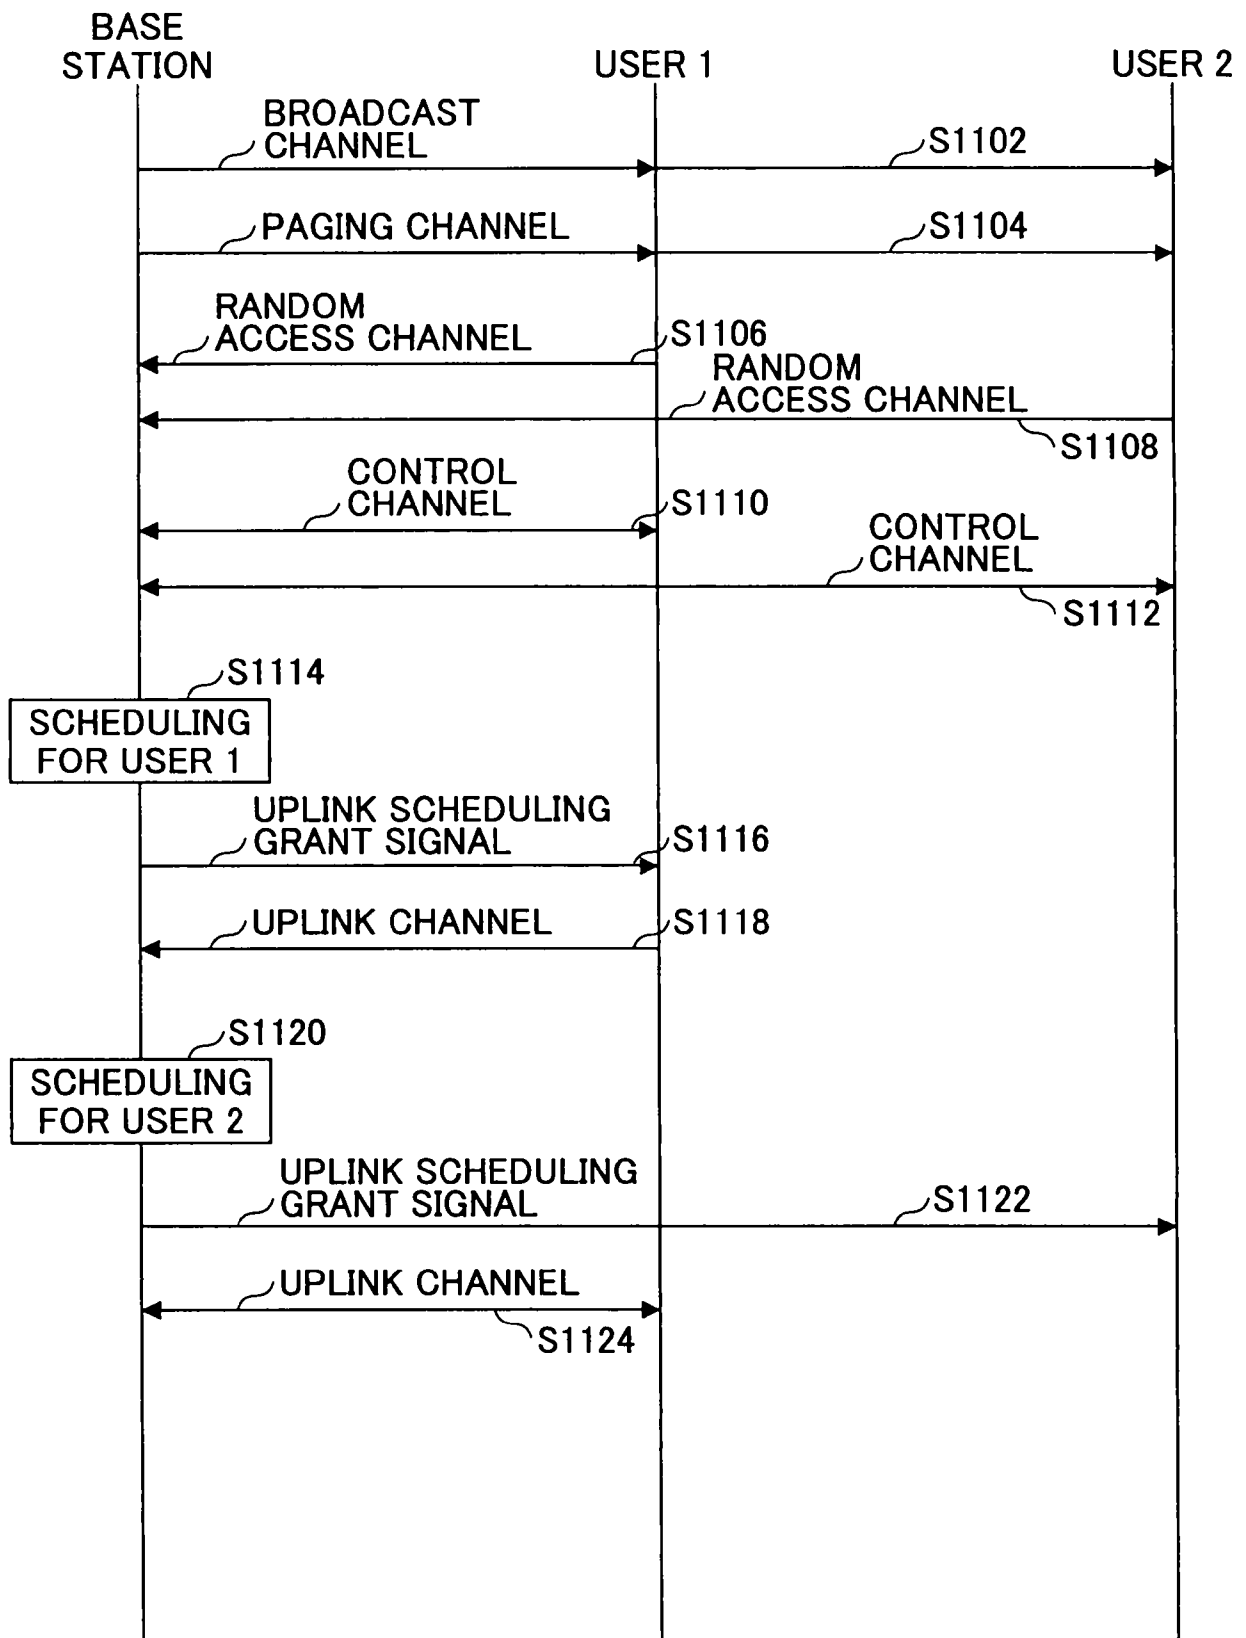 BASE
STATION
USER 1
USER 2
BROADCAST
CHANNEL
S1102
PAGING CHANNEL
S1104
RANDOM
ACCESS CHANNEL
S1106
RANDOM
ACCESS CHANNEL
S1108
CONTROL
CHANNEL
S1110
CONTROL
CHANNEL
S1112
S1114
SCHEDULING
FOR USER 1
UPLINK SCHEDULING
GRANT SIGNAL
S1116
UPLINK CHANNEL
S1118
S1120
SCHEDULING
FOR USER 2
UPLINK SCHEDULING
GRANT SIGNAL
S1122
UPLINK CHANNEL
S1124